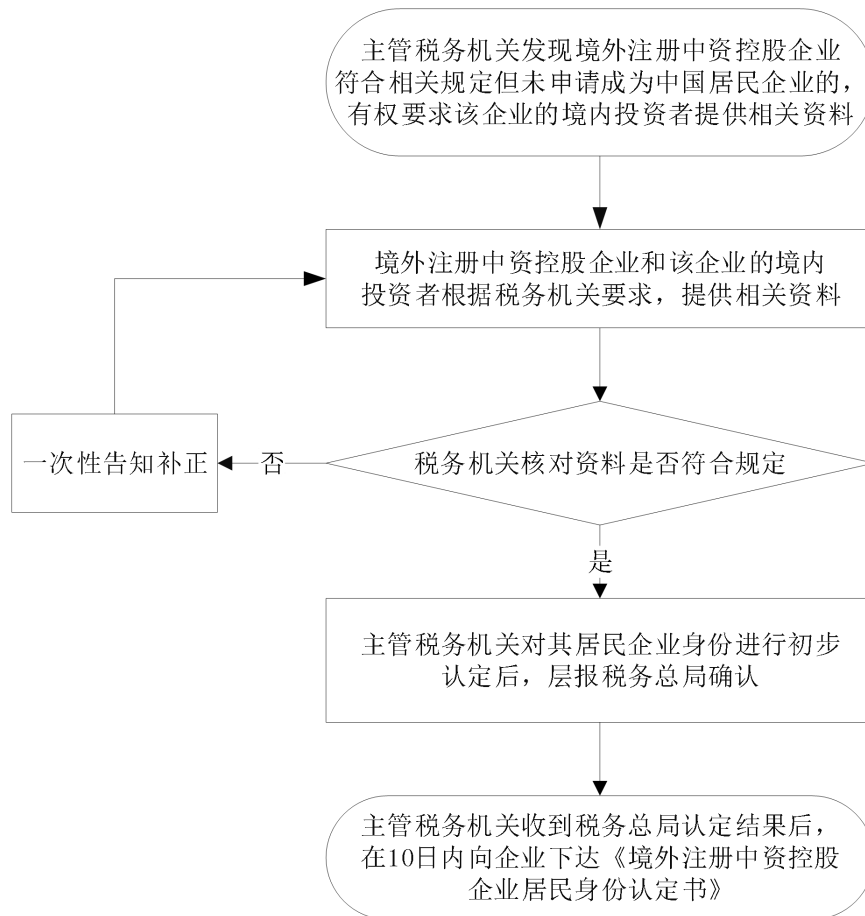 主管税务机关发现境外注册中资控股企业
符合相关规定但未申请成为中国居民企业的，
有权要求该企业的境内投资者提供相关资料
境外注册中资控股企业和该企业的境内
投资者根据税务机关要求，提供相关资料
税务机关核对资料是否符合规定
否
一次性告知补正
是
主管税务机关对其居民企业身份进行初步
认定后，层报税务总局确认
主管税务机关收到税务总局认定结果后，
在10日内向企业下达《境外注册中资控股
企业居民身份认定书》